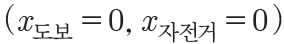 (x도보 = 0, x자전거 = 0)